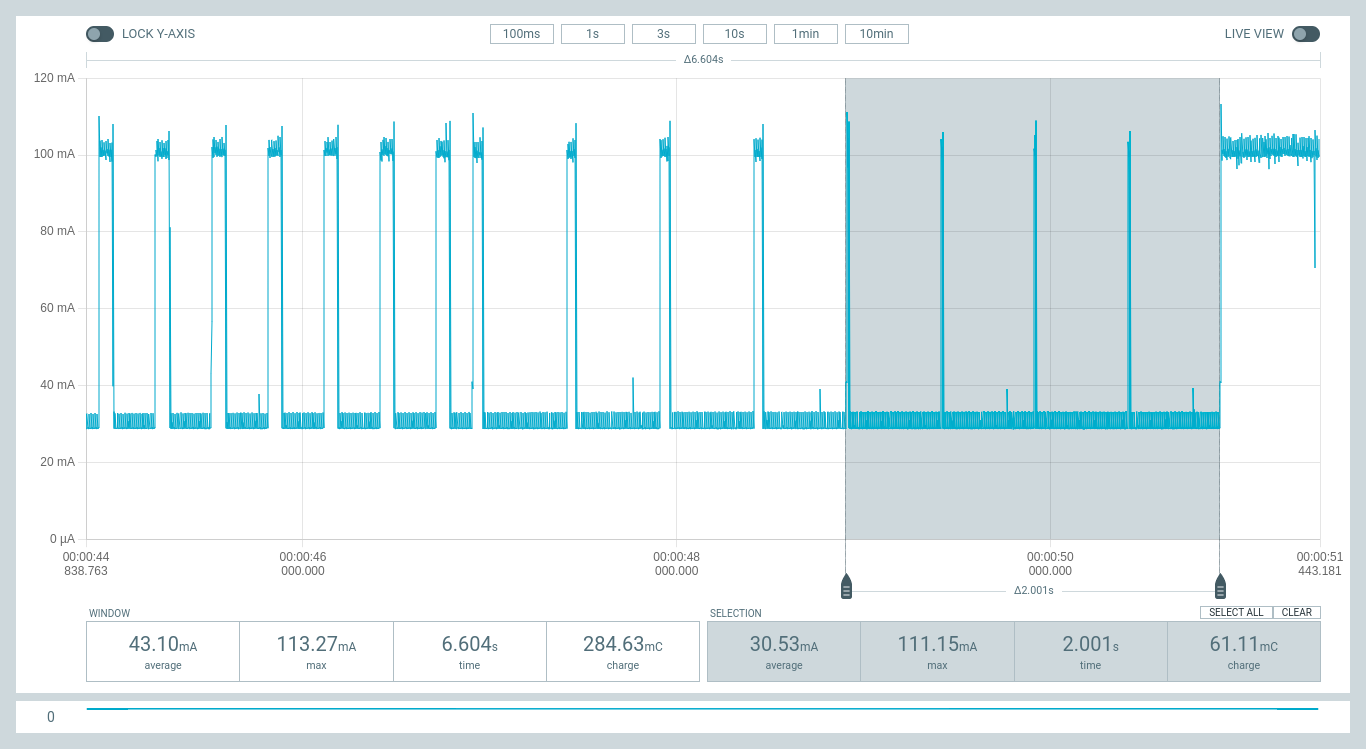 LOCK Y-AXIS 100ms 1s 3s 10s 1min 10min LIVE VIEW
Δ6.604s
120 mA
100 mA
80 mA
60 mA
40 mA
20 mA
0 µA
00:00:44 00:00:46 00:00:48 00:00:50 00:00:51
838.763 000.000 000.000 000.000 443.181
Δ2.001s
WINDOW SELECTION SELECT ALL CLEAR
43.10mA 113.27mA 6.604s 284.63mC 30.53mA 111.15mA 2.001s 61.11mC
average max time charge average max time charge
0